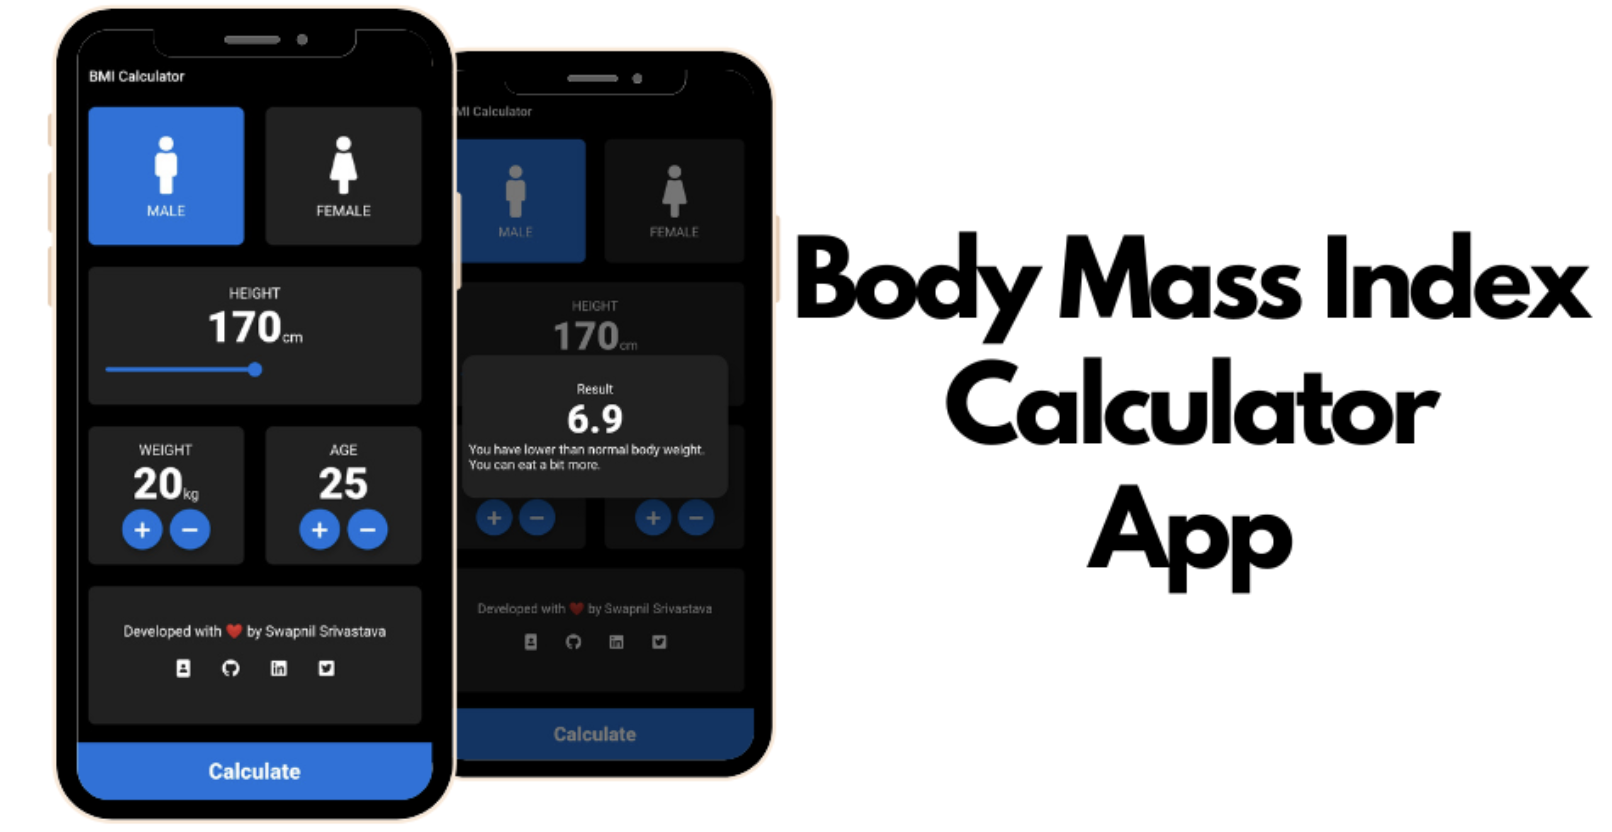 BMI Calculator
MALE
FEMALE
HEIGHT
170cm
WEIGHT
20kg
AGE
25
Developed with ❤️ by Swapnil Srivastava
Calculate
MI Calculator
MALE
FEMALE
HEIGHT
170cm
Result
6.9
You have lower than normal body weight.
You can eat a bit more.
Developed with ❤️ by Swapnil Srivastava
Calculate
Body Mass Index
Calculator
App